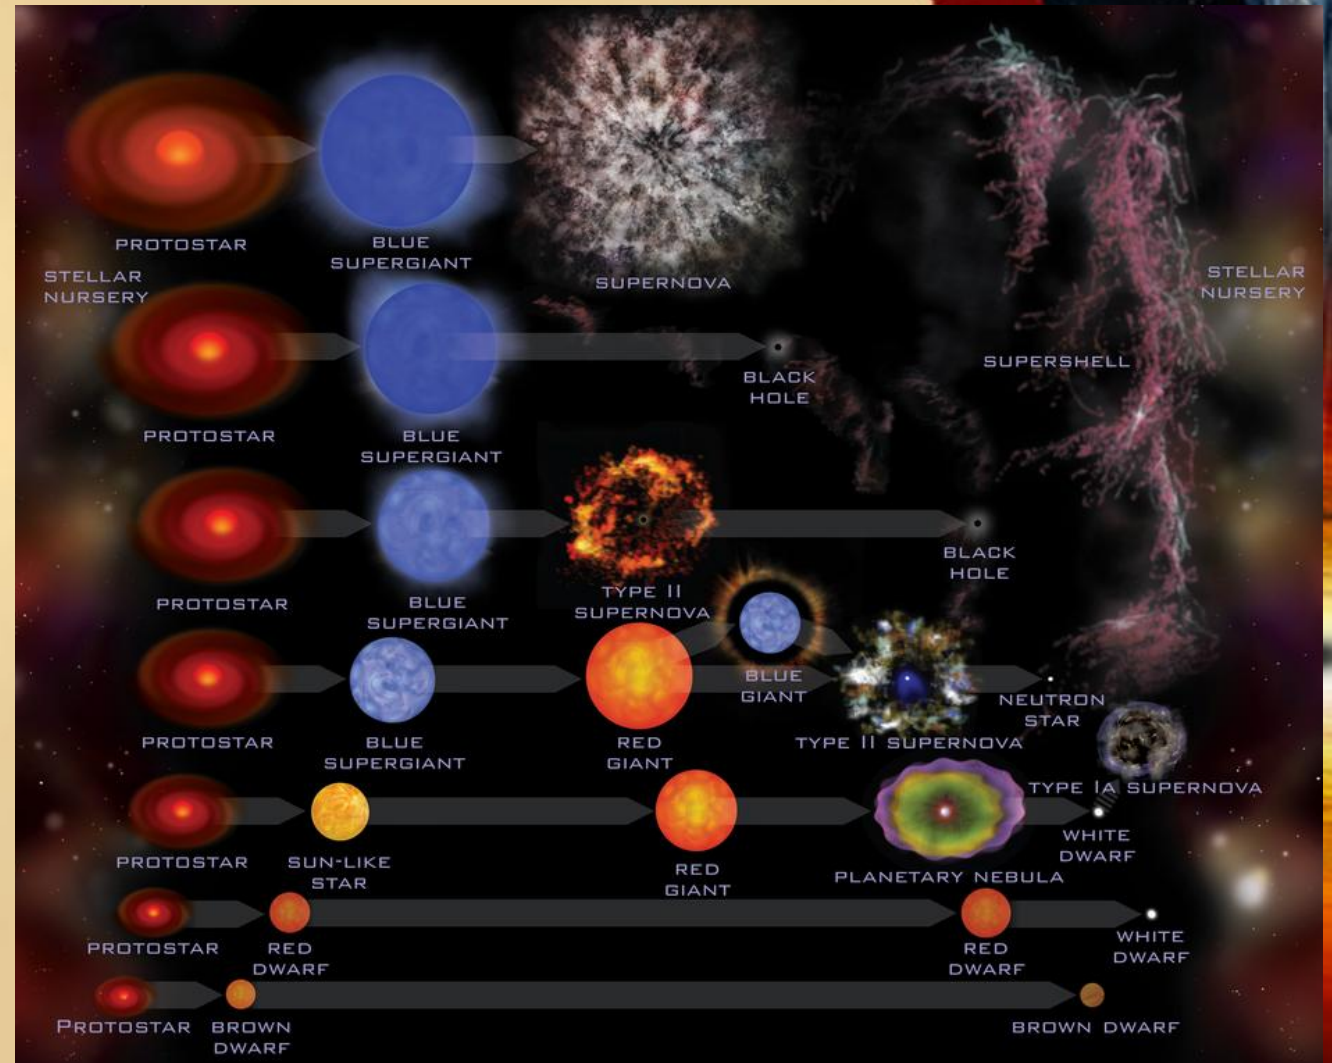 PROTOSTAR
BLUE
SUPERGIANT
SUPERNOVA
STELLAR
NURSERY
STELLAR
NURSERY
PROTOSTAR
BLUE
SUPERGIANT
BLACK
HOLE
SUPERSHELL
PROTOSTAR
BLUE
SUPERGIANT
TYPE II
SUPERNOVA
BLACK
HOLE
PROTOSTAR
BLUE
SUPERGIANT
RED
GIANT
BLUE
GIANT
TYPE II SUPERNOVA
NEUTRON
STAR
TYPE IA SUPERNOVA
PROTOSTAR
SUN-LIKE
STAR
RED
GIANT
PLANETARY NEBULA
WHITE
DWARF
PROTOSTAR
RED
DWARF
RED
DWARF
WHITE
DWARF
PROTOSTAR
BROWN
DWARF
BROWN DWARF